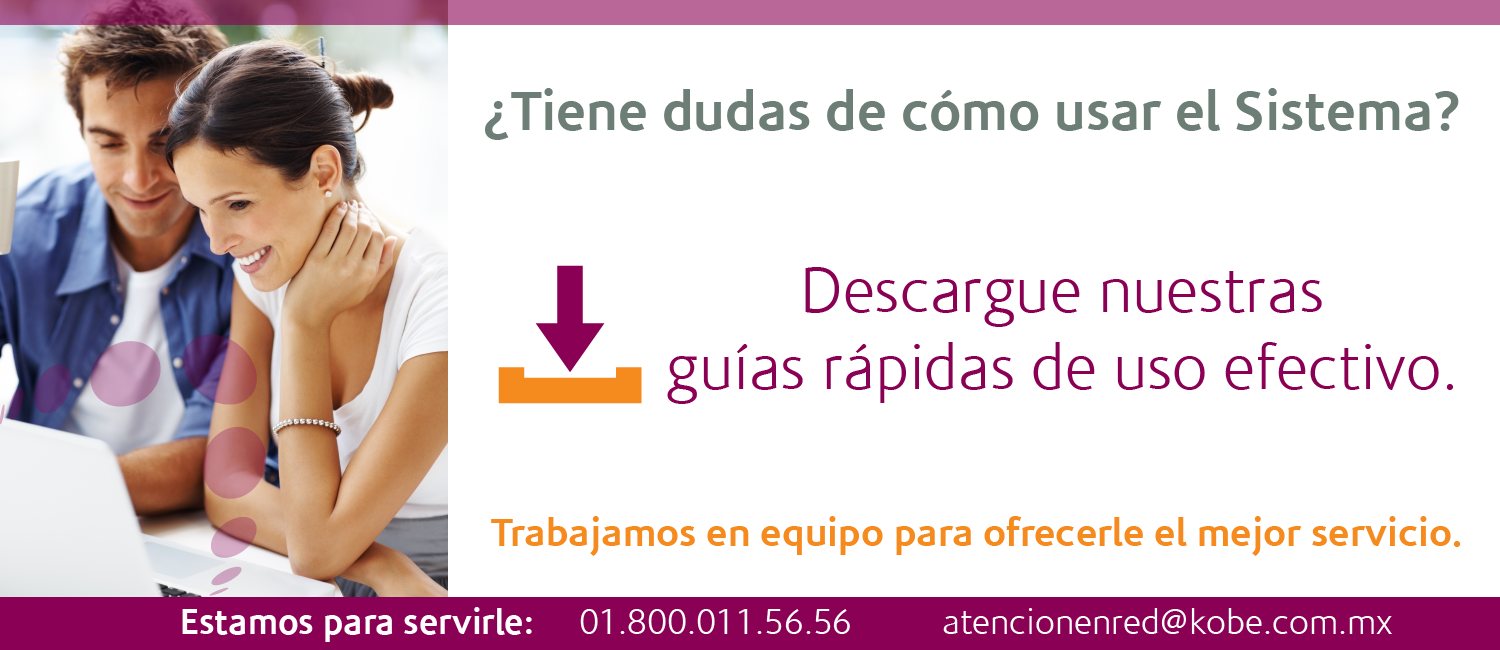 ¿Tiene dudas de cómo usar el Sistema?
Descargue nuestras
guías rápidas de uso efectivo.
Trabajamos en equipo para ofrecerle el mejor servicio.
Estamos para servirle: 01.800.011.56.56 atencionenred@kobe.com.mx